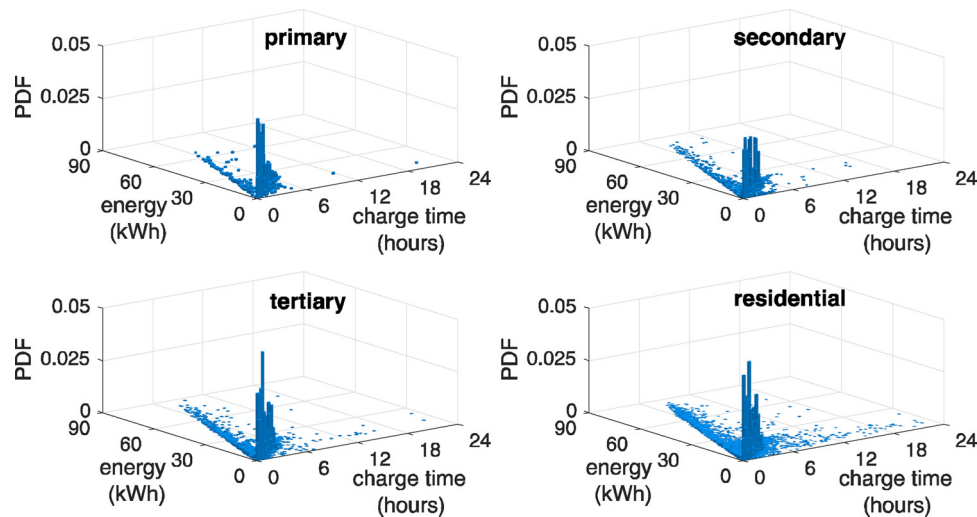 primary
0.05
0.025
0
PDF
90
60
30
0
energy
(kWh)
0
6
12
18
24
charge time
(hours)
secondary
0.05
0.025
0
PDF
90
60
30
0
energy
(kWh)
0
6
12
18
24
charge time
(hours)
tertiary
0.05
0.025
0
PDF
90
60
30
0
energy
(kWh)
0
6
12
18
24
charge time
(hours)
residential
0.05
0.025
0
PDF
90
60
30
0
energy
(kWh)
0
6
12
18
24
charge time
(hours)